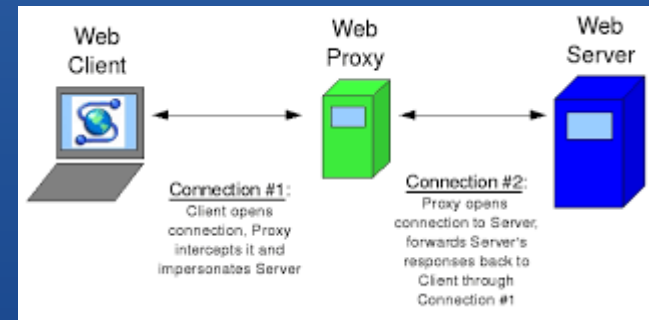 Web
Client
Web
Proxy
Web
Server
Connection #1:
Client opens
connection, Proxy
intercepts it and
impersonates Server
Connection #2:
Proxy opens
connection to Server,
forwards Server's
responses back to
Client through
Connection #1